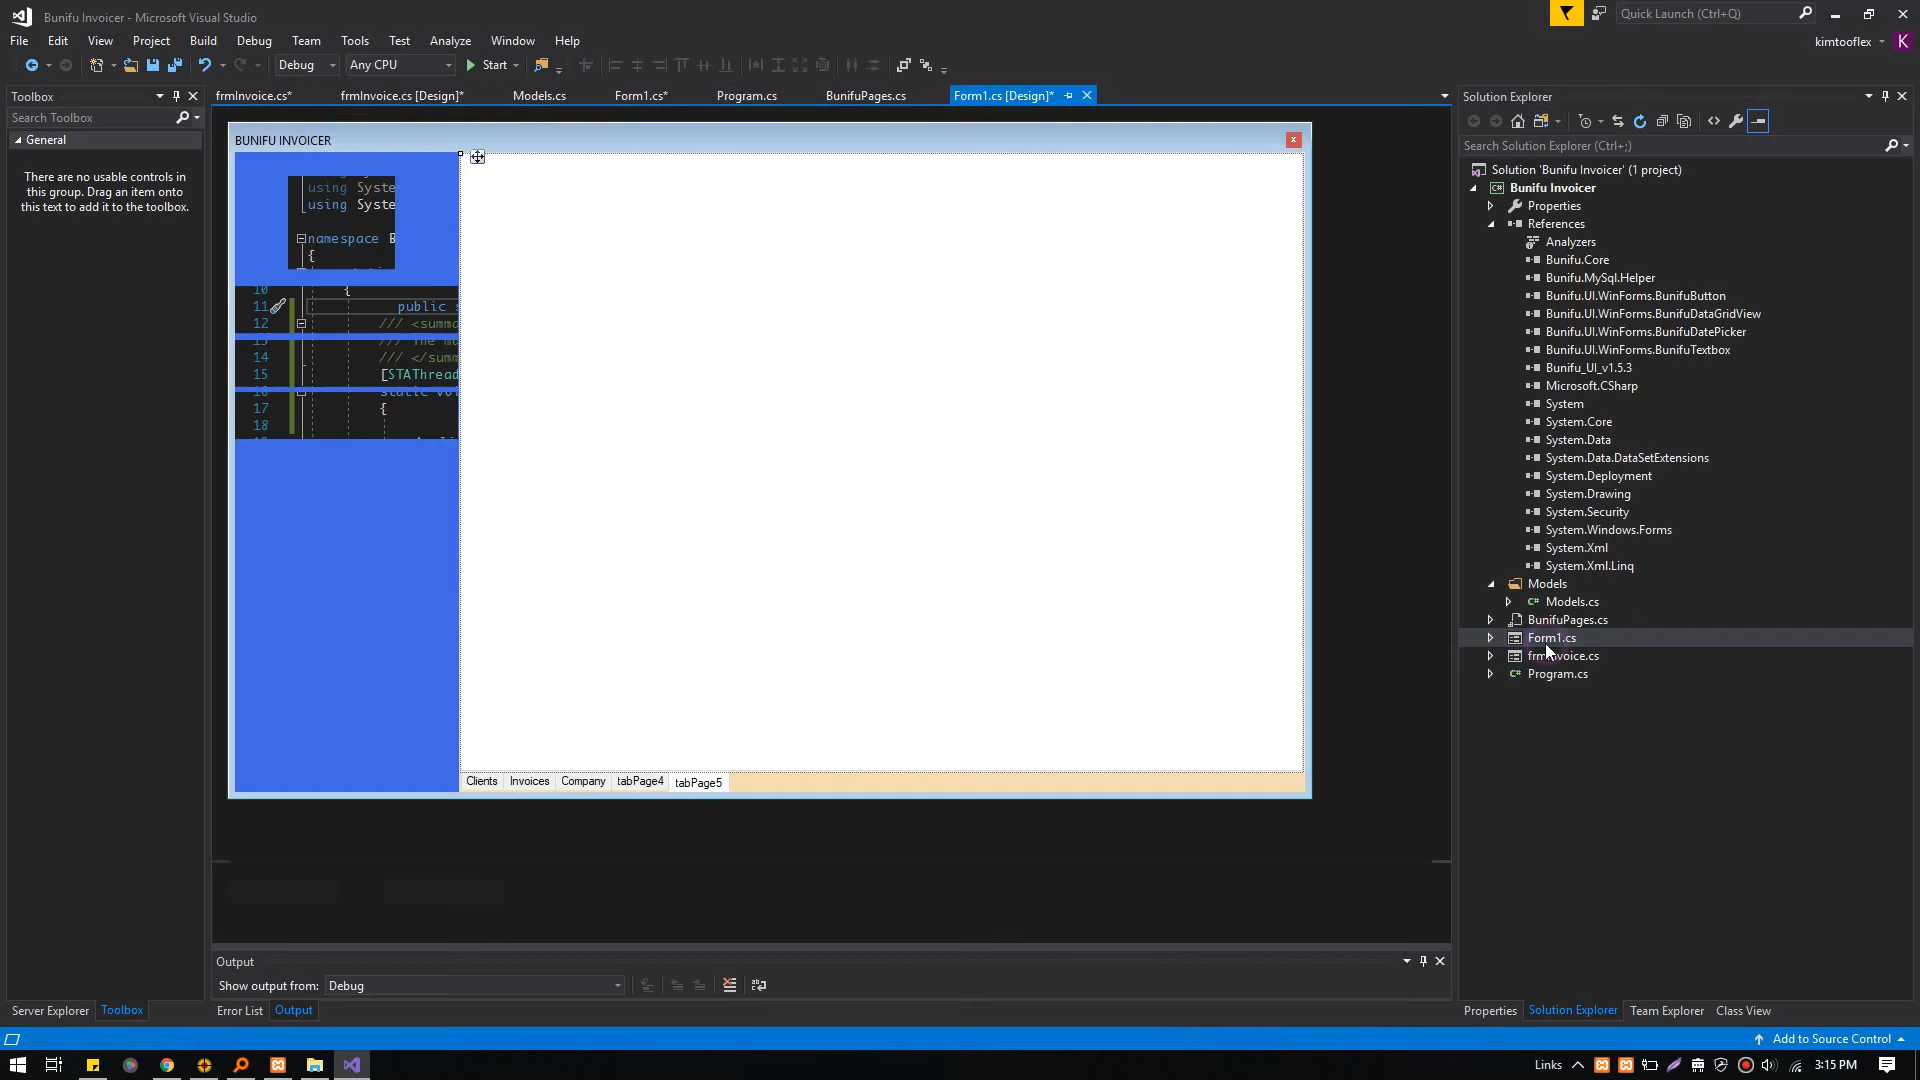 Bunifu Invoicer - Microsoft Visual Studio
Quick Launch (Ctrl+Q)
File Edit View Project Build Debug Team Tools Test Analyze Window Help
kimtooflex K
Debug Any CPU Start
Toolbox
frmInvoice.cs* frmInvoice.cs [Design]* Models.cs Form1.cs* Program.cs BunifuPages.cs Form1.cs [Design]*
Solution Explorer
Search Toolbox
General
There are no usable controls in
this group. Drag an item onto
this text to add it to the toolbox.
BUNIFU INVOICER
using Syste
using Syste
namespace B
{
10 {
11 public s
12 /// <summa
14 /// </summ
15 [STAThread
17 {
18
Clients Invoices Company tabPage4 tabPage5
Search Solution Explorer (Ctrl+;)
Solution 'Bunifu Invoicer' (1 project)
C# Bunifu Invoicer
Properties
References
Analyzers
Bunifu.Core
Bunifu.MySql.Helper
Bunifu.UI.WinForms.BunifuButton
Bunifu.UI.WinForms.BunifuDataGridView
Bunifu.UI.WinForms.BunifuDatePicker
Bunifu.UI.WinForms.BunifuTextbox
Bunifu_UI_v1.5.3
Microsoft.CSharp
System
System.Core
System.Data
System.Data.DataSetExtensions
System.Deployment
System.Drawing
System.Security
System.Windows.Forms
System.Xml
System.Xml.Linq
Models
C# Models.cs
BunifuPages.cs
Form1.cs
frmInvoice.cs
C# Program.cs
Output
Show output from: Debug
Server Explorer Toolbox
Error List Output
Properties Solution Explorer Team Explorer Class View
Add to Source Control
Links 3:15 PM